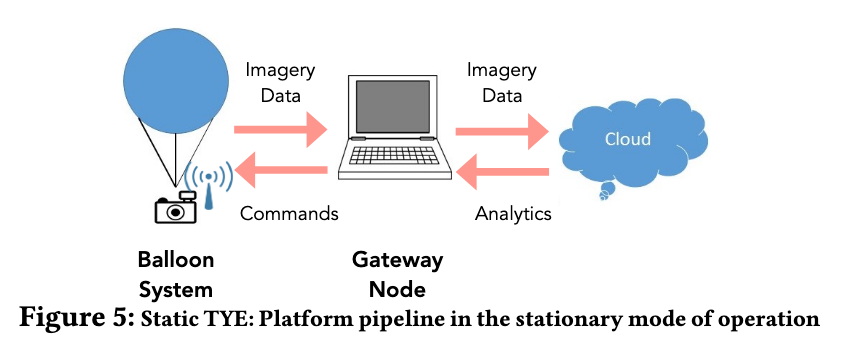 Imagery
Data
Imagery
Data
Cloud
Commands
Analytics
Balloon
System
Gateway
Node
Figure 5: Static TYE: Platform pipeline in the stationary mode of operation